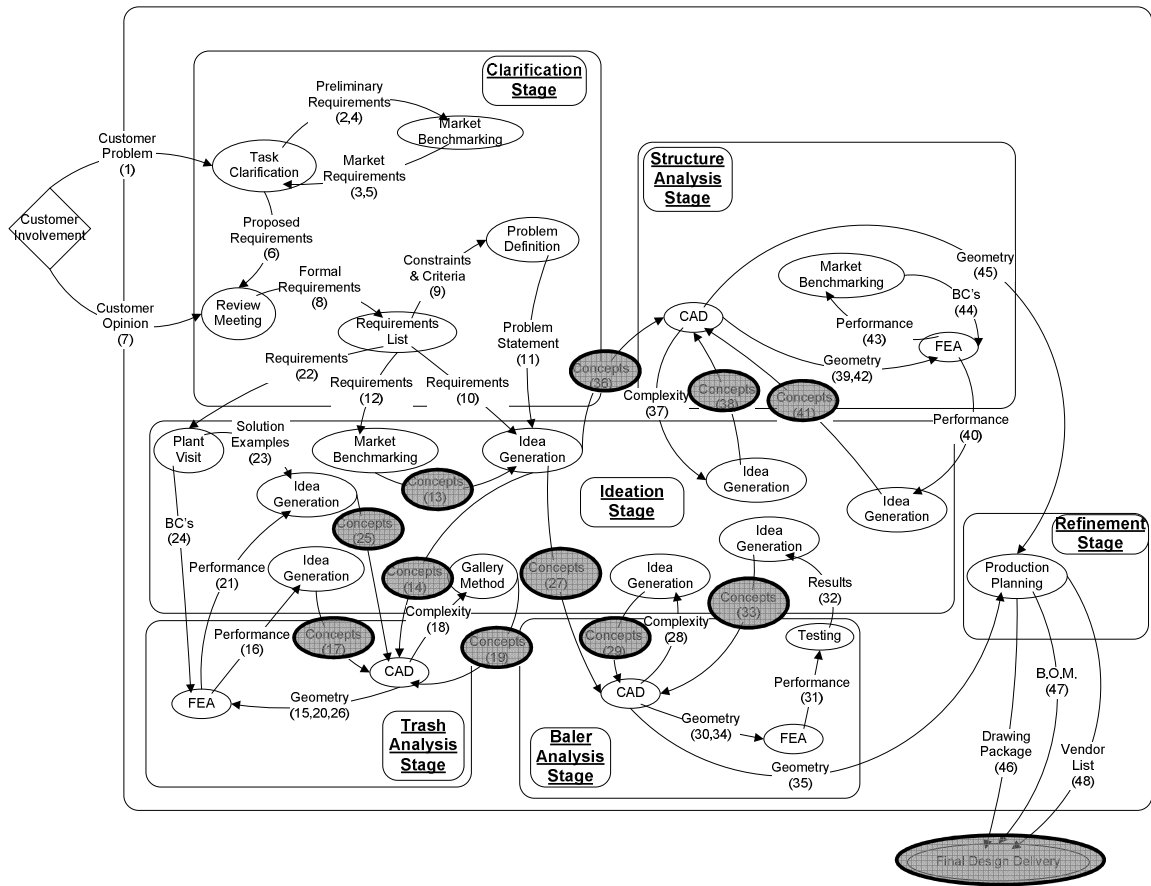 Clarification
Stage
Preliminary
Requirements
(2,4)
Market
Benchmarking
Customer
Problem
(1)
Task
Clarification
Market
Requirements
(3,5)
Customer
Involvement
Proposed
Requirements
(6)
Problem
Definition
Constraints
& Criteria
(9)
Formal
Requirements
(8)
Customer
Opinion
(7)
Review
Meeting
Requirements
List
Problem
Statement
(11)
Requirements
(22)
Requirements
(12)
Requirements
(10)
Structure
Analysis
Stage
Geometry
(45)
Market
Benchmarking
BC's
(44)
CAD
Performance
(43)
FEA
Geometry
(39,42)
Concepts
(36)
Complexity
(37)
Concepts
(38)
Concepts
(41)
Performance
(40)
Plant
Visit
Solution
Examples
(23)
Market
Benchmarking
Idea
Generation
Concepts
(13)
Idea
Generation
Ideation
Stage
Idea
Generation
Idea
Generation
BC's
(24)
Concepts
(25)
Idea
Generation
Performance
(21)
Idea
Generation
Concepts
(14)
Gallery
Method
Concepts
(27)
Idea
Generation
Results
(32)
Concepts
(33)
Refinement
Stage
Production
Planning
Performance
(16)
Concepts
(17)
Complexity
(18)
Concepts
(19)
Concepts
(29)
Complexity
(28)
Testing
CAD
FEA
Geometry
(15,20,26)
Trash
Analysis
Stage
CAD
Performance
(31)
Geometry
(30,34)
FEA
Baler
Analysis
Stage
Geometry
(35)
B.O.M.
(47)
Drawing
Package
(46)
Vendor
List
(48)
Final Design Delivery